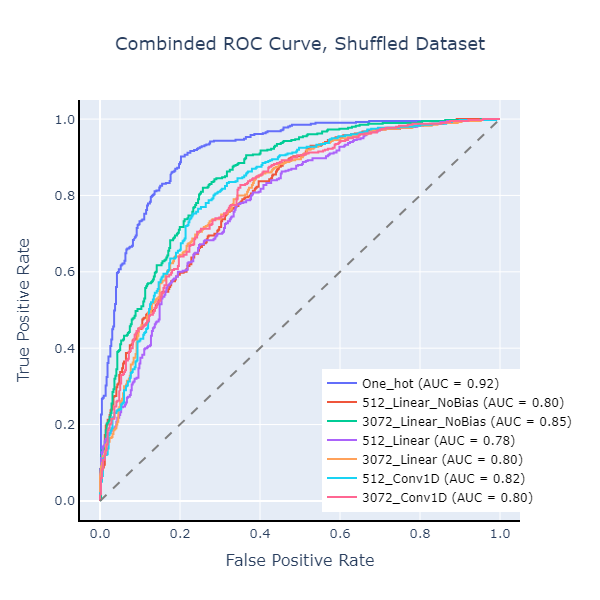 Combinded ROC Curve, Shuffled Dataset
1.0
0.8
0.6
0.4
0.2
0.0
True Positive Rate
One_hot (AUC = 0.92)
512_Linear_NoBias (AUC = 0.80)
3072_Linear_NoBias (AUC = 0.85)
512_Linear (AUC = 0.78)
3072_Linear (AUC = 0.80)
512_Conv1D (AUC = 0.82)
3072_Conv1D (AUC = 0.80)
0.0 0.2 0.4 0.6 0.8 1.0
False Positive Rate